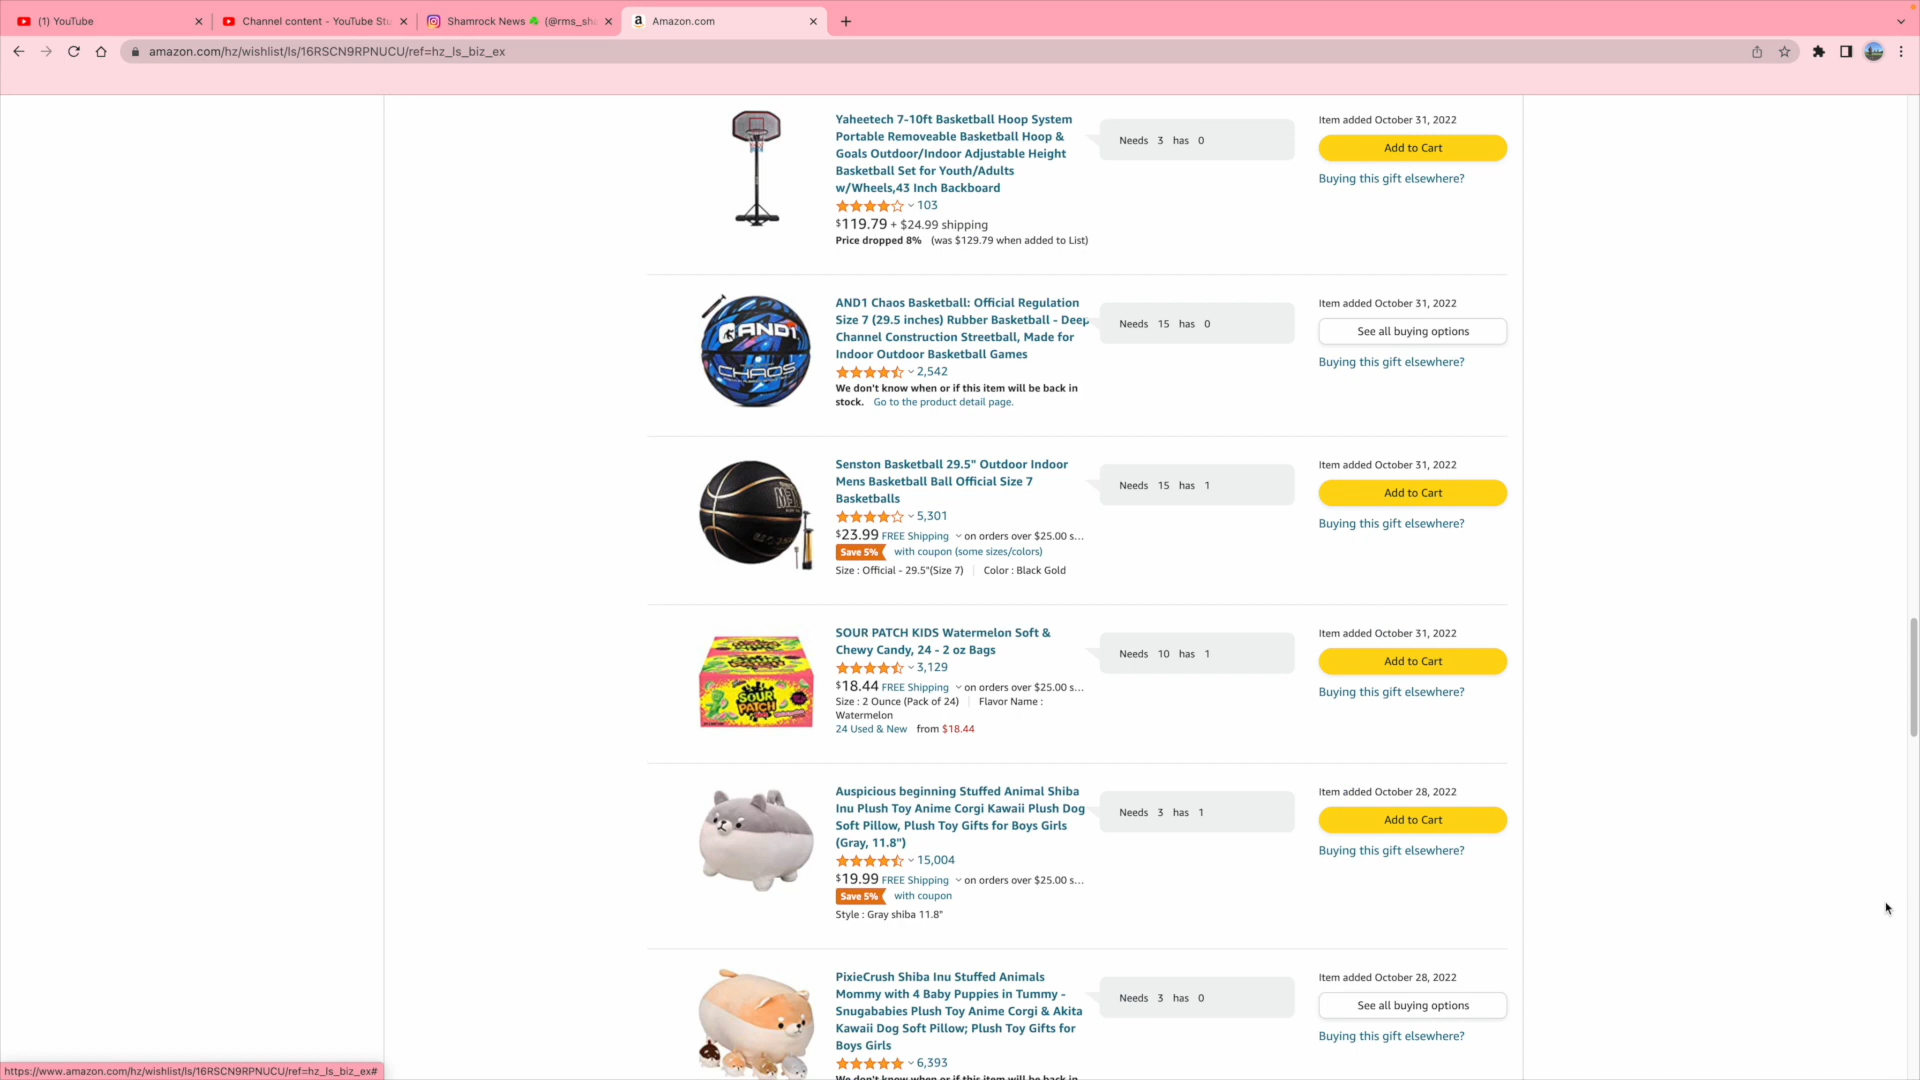 (1) YouTube
Channel content - YouTube Stu
Shamrock News ☘ (@rms_sh
Amazon.com
amazon.com/hz/wishlist/ls/16RSCN9RPNUCU/ref=hz_ls_biz_ex
Yaheetech 7-10ft Basketball Hoop System
Portable Removeable Basketball Hoop &
Goals Outdoor/Indoor Adjustable Height
Basketball Set for Youth/Adults
w/Wheels,43 Inch Backboard
103
$119.79 + $24.99 shipping
Price dropped 8% (was $129.79 when added to List)
Needs 3 has 0
Item added October 31, 2022
Add to Cart
Buying this gift elsewhere?
AND1
CHAOS
AND1 Chaos Basketball: Official Regulation
Size 7 (29.5 inches) Rubber Basketball - Deep
Channel Construction Streetball, Made for
Indoor Outdoor Basketball Games
2,542
We don't know when or if this item will be back in
stock. Go to the product detail page.
Needs 15 has 0
Item added October 31, 2022
See all buying options
Buying this gift elsewhere?
Senston Basketball 29.5" Outdoor Indoor
Mens Basketball Ball Official Size 7
Basketballs
5,301
$23.99 FREE Shipping on orders over $25.00 s...
Save 5% with coupon (some sizes/colors)
Size : Official - 29.5"(Size 7) | Color : Black Gold
Needs 15 has 1
Item added October 31, 2022
Add to Cart
Buying this gift elsewhere?
SOUR
PATCH
SOUR PATCH KIDS Watermelon Soft &
Chewy Candy, 24 - 2 oz Bags
3,129
$18.44 FREE Shipping on orders over $25.00 s...
Size : 2 Ounce (Pack of 24) | Flavor Name :
Watermelon
24 Used & New from $18.44
Needs 10 has 1
Item added October 31, 2022
Add to Cart
Buying this gift elsewhere?
Auspicious beginning Stuffed Animal Shiba
Inu Plush Toy Anime Corgi Kawaii Plush Dog
Soft Pillow, Plush Toy Gifts for Boys Girls
(Gray, 11.8")
15,004
$19.99 FREE Shipping on orders over $25.00 s...
Save 5% with coupon
Style : Gray shiba 11.8"
Needs 3 has 1
Item added October 28, 2022
Add to Cart
Buying this gift elsewhere?
PixieCrush Shiba Inu Stuffed Animals
Mommy with 4 Baby Puppies in Tummy -
Snugababies Plush Toy Anime Corgi & Akita
Kawaii Dog Soft Pillow; Plush Toy Gifts for
Boys Girls
6,393
We don't know when or if this item will be back in
Needs 3 has 0
Item added October 28, 2022
See all buying options
Buying this gift elsewhere?
https://www.amazon.com/hz/wishlist/ls/16RSCN9RPNUCU/ref=hz_ls_biz_ex#